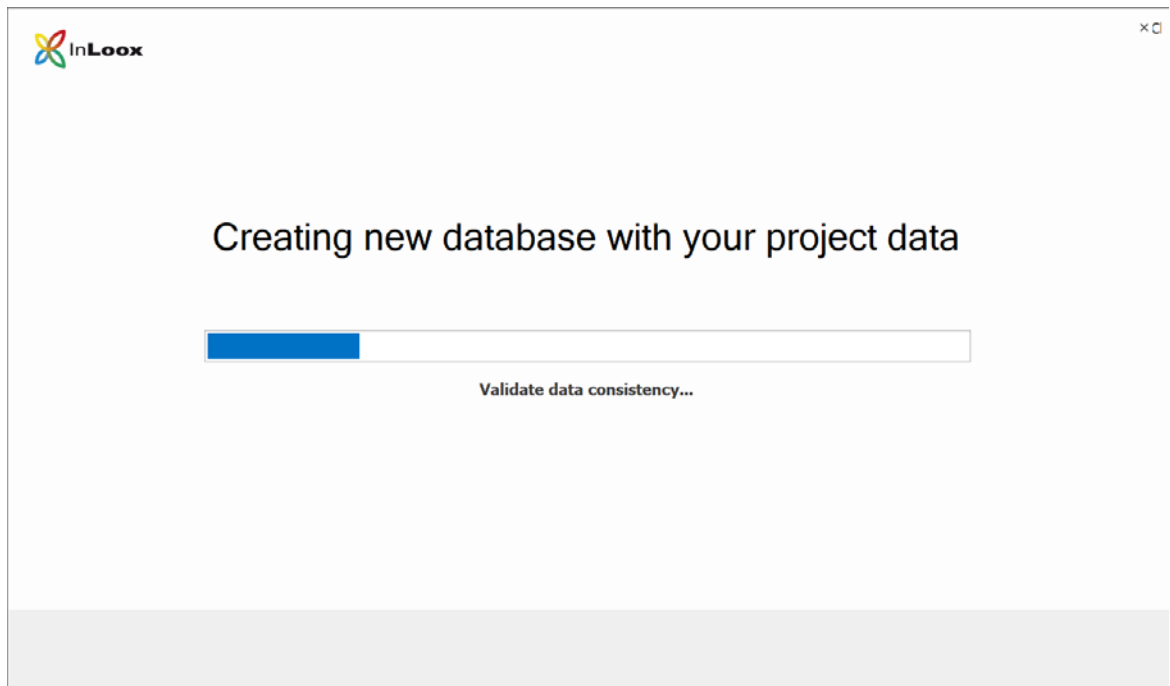 InLoox
Creating new database with your project data
Validate data consistency...